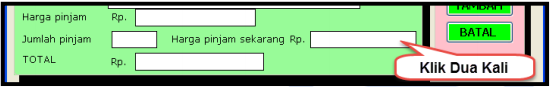 TAMBAH
Harga pinjam Rp.
Jumlah pinjam Harga pinjam sekarang Rp.
BATAL
TOTAL Rp.
Klik Dua Kali